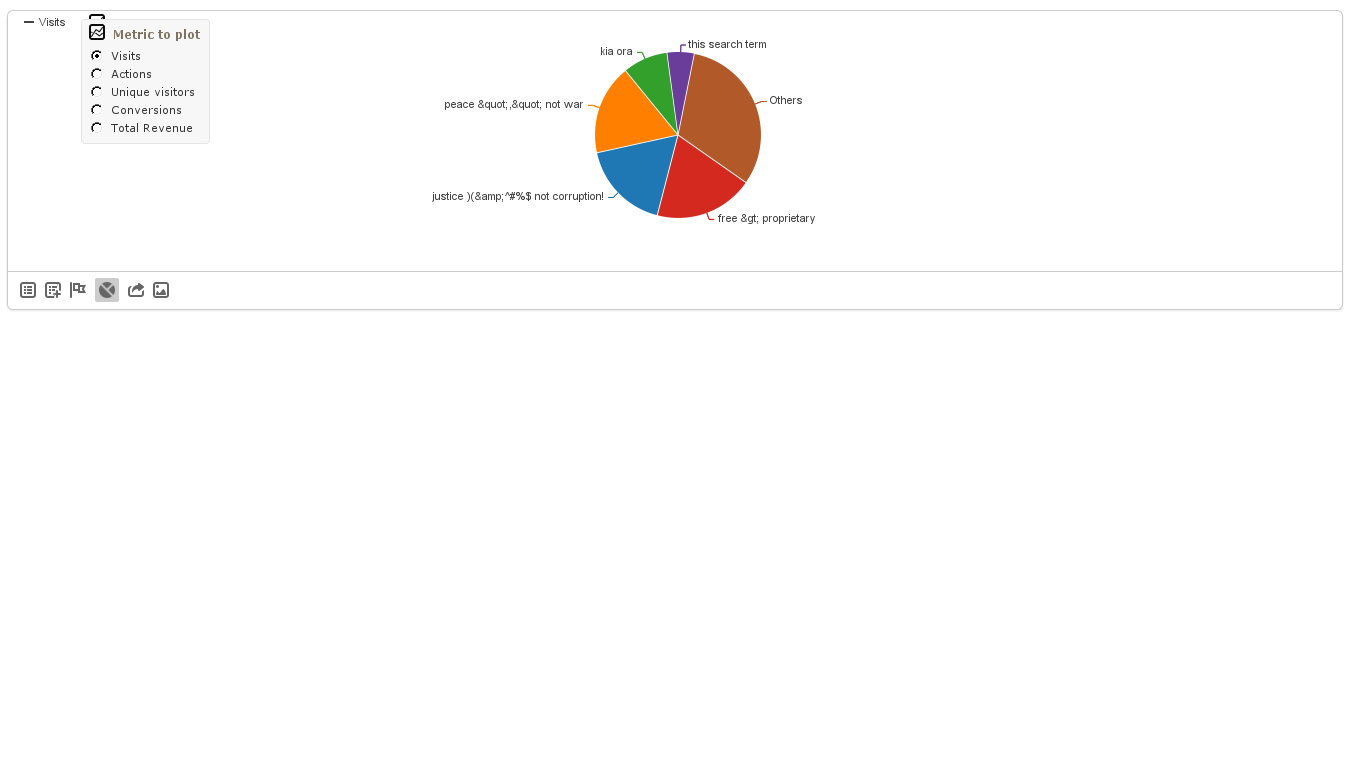 Visits
Metric to plot
Visits
Actions
Unique visitors
Conversions
Total Revenue
this search term
kia ora
Others
peace &quot;,&quot; not war
justice )(&amp;^#%$ not corruption!
free &gt; proprietary